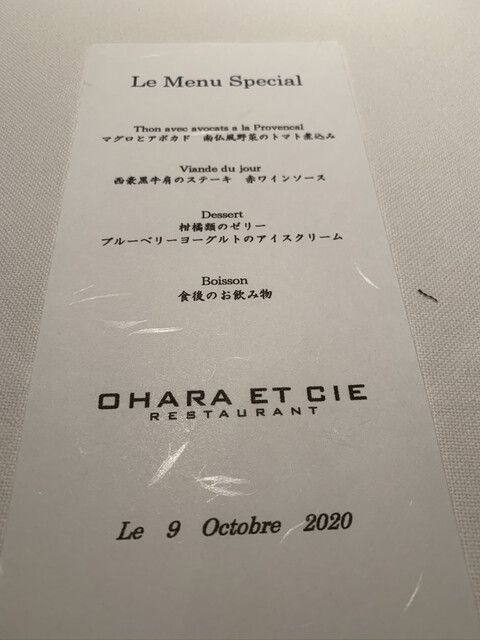 Le Menu Special
Thon avec avocats a la Provencal
マグロとアボカド 南仏風野菜のトマト煮込み
Viande du jour
西豪黒牛肩のステーキ 赤ワインソース
Dessert
柑橘類のゼリー
ブルーベリーヨーグルトのアイスクリーム
Boisson
食後のお飲み物
OHARA ET CIE
RESTAURANT
Le 9 Octobre 2020